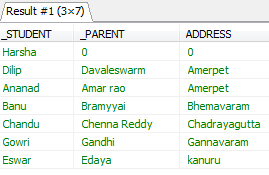 Result #1 (3×7)
_STUDENT _PARENT ADDRESS
Harsha 0 0
Dilip Davaleswarm Amerpet
Ananad Amar rao Amerpet
Banu Bramyyai Bhemavaram
Chandu Chenna Reddy Chadrayagutta
Gowri Gandhi Gannavaram
Eswar Edaya kanuru